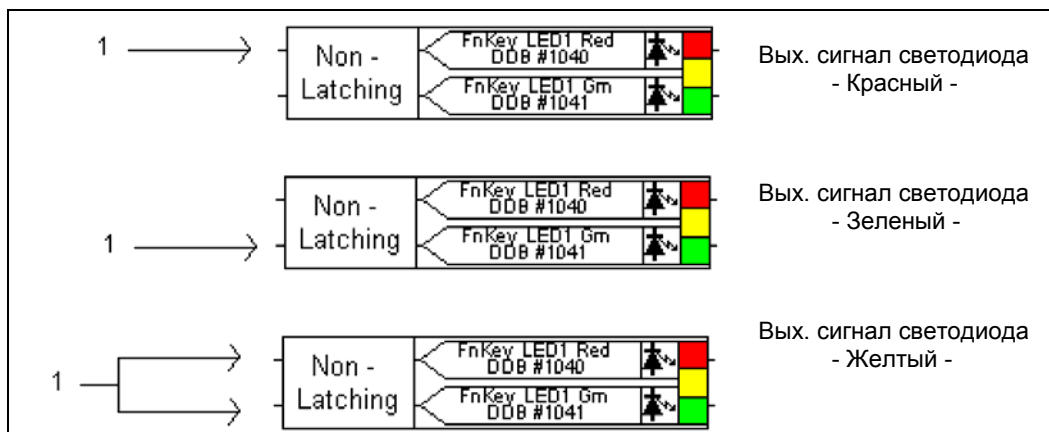 1
Non -
Latching
FnKey LED1 Red
DDB #1040
FnKey LED1 Grn
DDB #1041
Вых. сигнал светодиода
- Красный -
1
Non -
Latching
FnKey LED1 Red
DDB #1040
FnKey LED1 Grn
DDB #1041
Вых. сигнал светодиода
- Зеленый -
1
Non -
Latching
FnKey LED1 Red
DDB #1040
FnKey LED1 Grn
DDB #1041
Вых. сигнал светодиода
- Желтый -